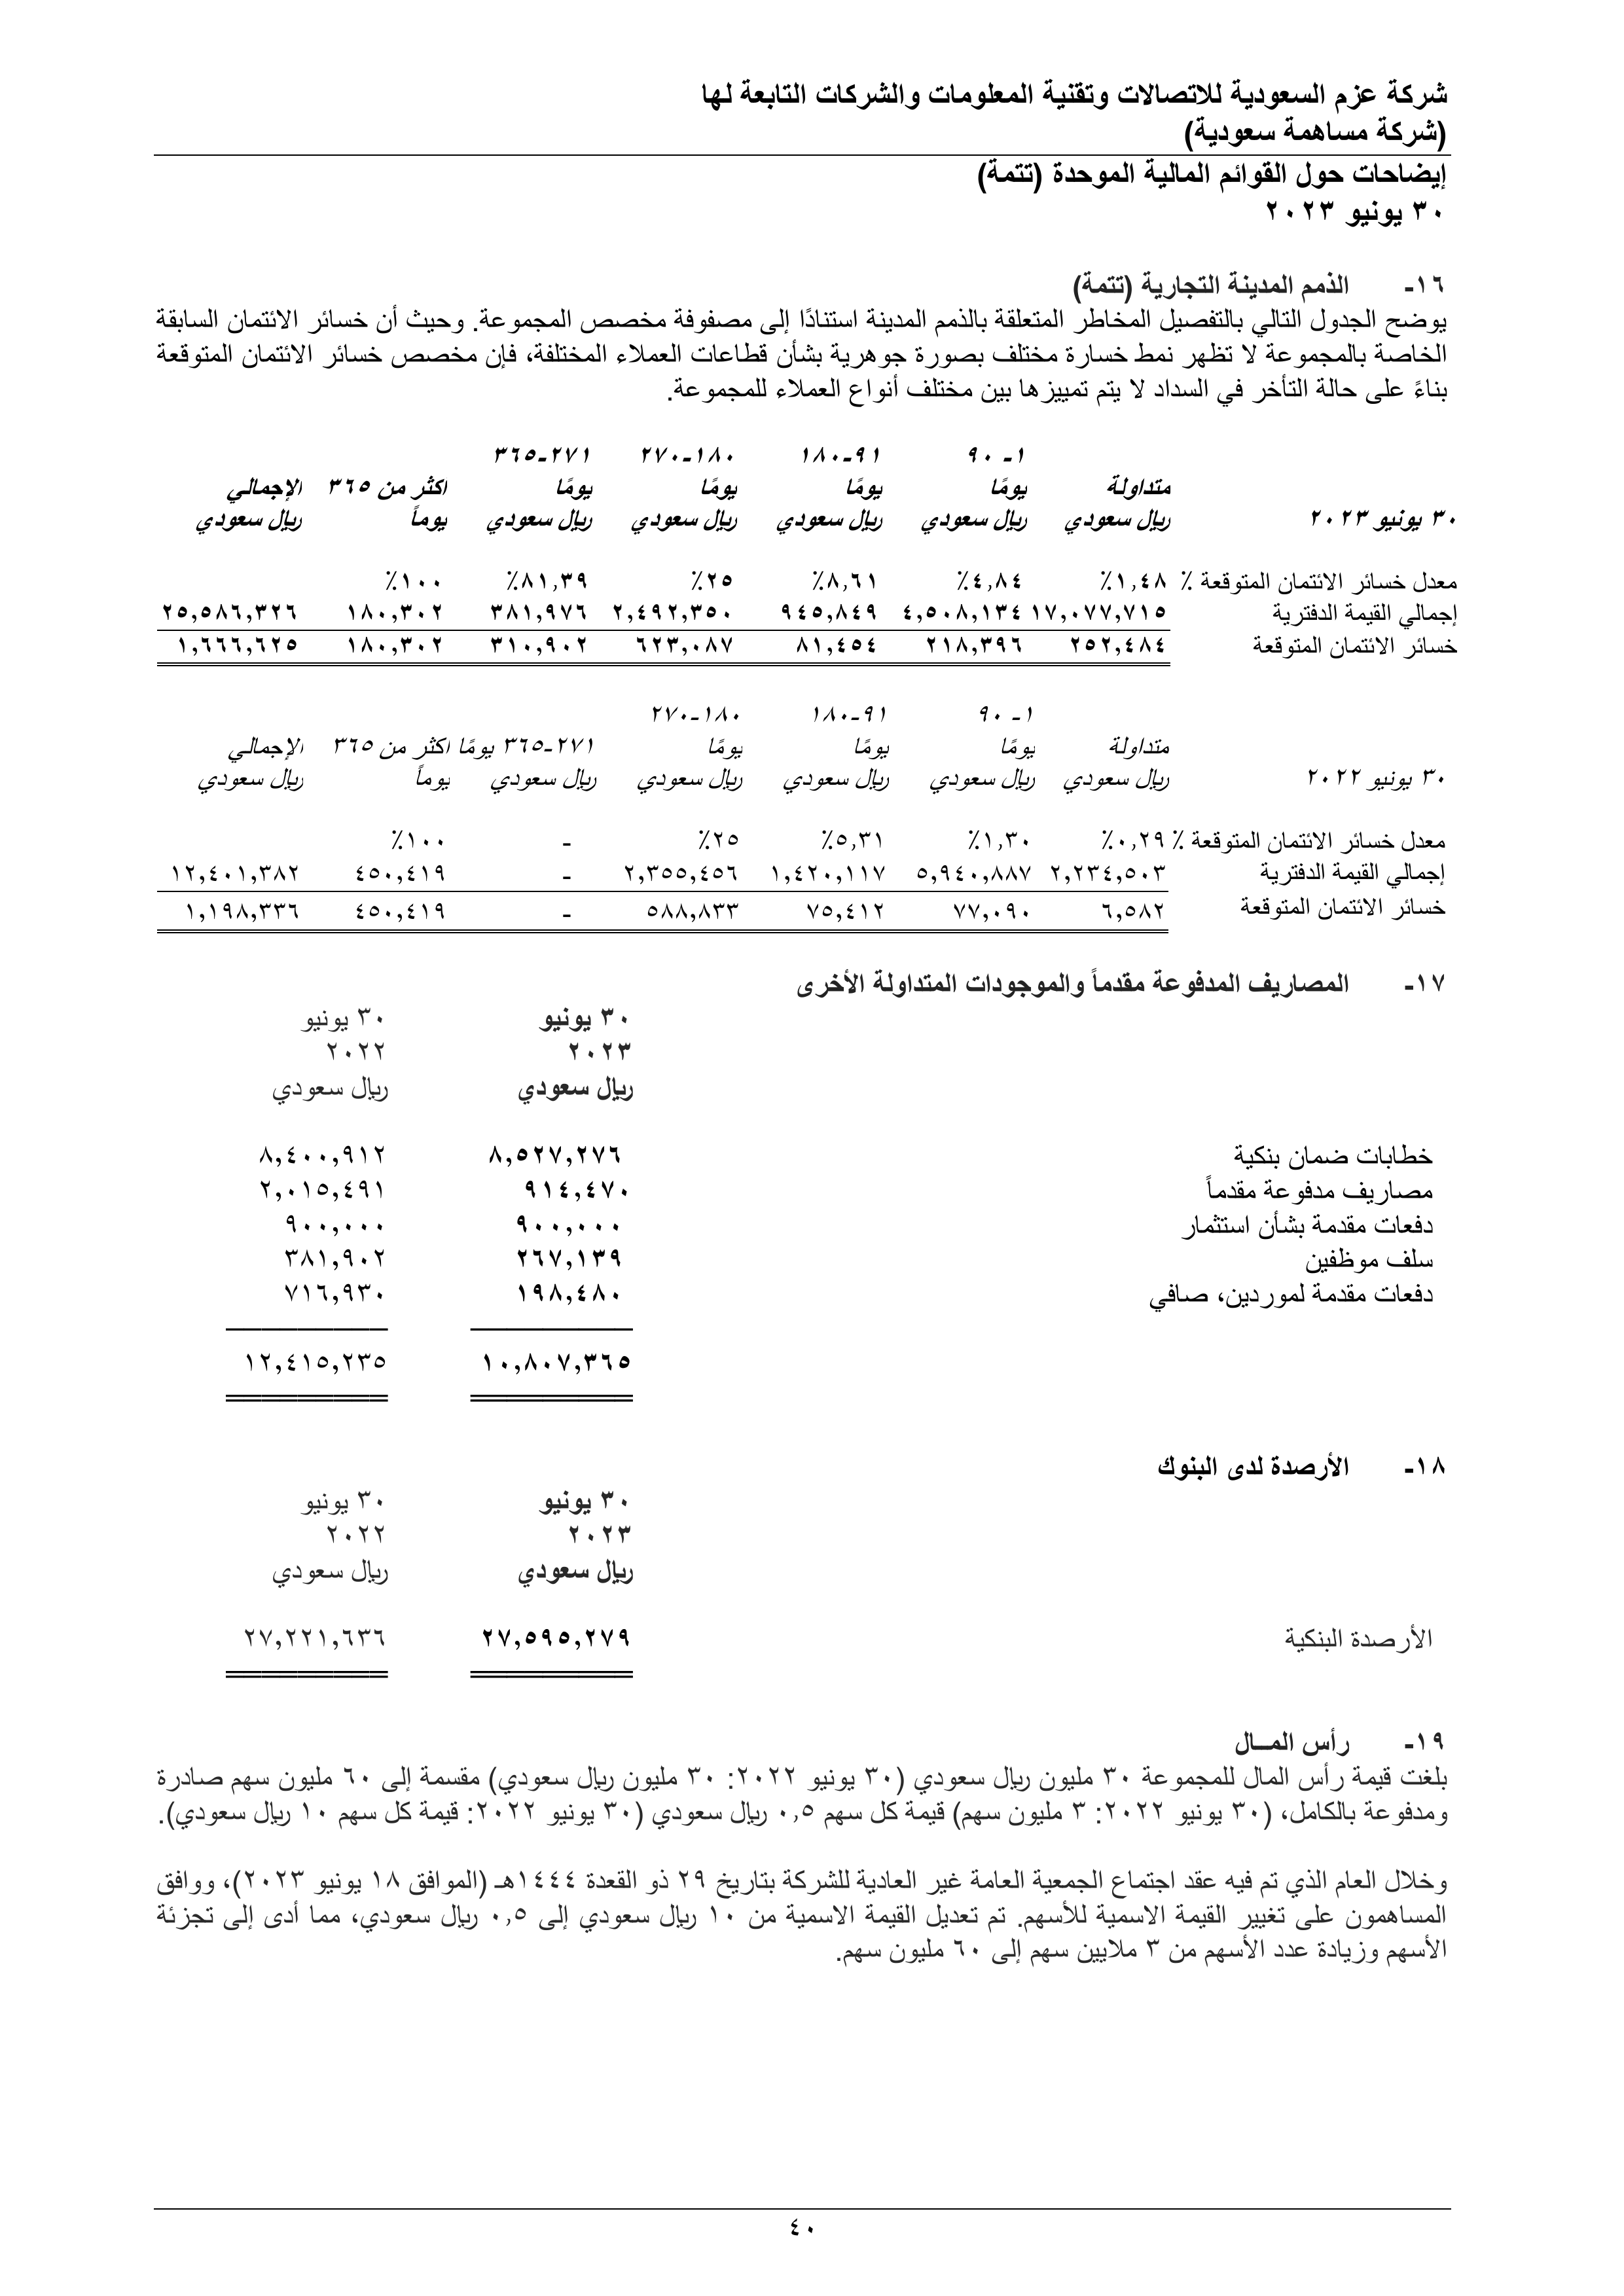 شركة عزم السعودية للاتصالات وتقنية المعلومات والشركات التابعة لها
(شركة مساهمة سعودية)
إيضاحات حول القوائم المالية الموحدة (تتمة)
٣٠ يونيو ٢٠٢٣
١٦- الذمم المدينة التجارية (تتمة)
يوضح الجدول التالي بالتفصيل المخاطر المتعلقة بالذمم المدينة استنادًا إلى مصفوفة مخصص المجموعة. وحيث أن خسائر الائتمان السابقة
الخاصة بالمجموعة لا تظهر نمط خسارة مختلف بصورة جوهرية بشأن قطاعات العملاء المختلفة، فإن مخصص خسائر الائتمان المتوقعة
بناءً على حالة التأخر في السداد لا يتم تمييزها بين مختلف أنواع العملاء للمجموعة.
١- ٩٠ ٩١-١٨٠ ١٨٠-٢٧٠ ٢٧١-٣٦٥
متداولة يومًا يومًا يومًا يومًا اكثر من ٣٦٥ الإجمالي
٣٠ يونيو ٢٠٢٣ ريال سعودي ريال سعودي ريال سعودي ريال سعودي ريال سعودي يوماً ريال سعودي
معدل خسائر الائتمان المتوقعة ٪ ١,٤٨٪ ٤,٨٤٪ ٨,٦١٪ ٢٥٪ ٨١,٣٩٪ ١٠٠٪
إجمالي القيمة الدفترية ١٧,٠٧٧,٧١٥ ٤,٥٠٨,١٣٤ ٩٤٥,٨٤٩ ٢,٤٩٢,٣٥٠ ٣٨١,٩٧٦ ١٨٠,٣٠٢ ٢٥,٥٨٦,٣٢٦
خسائر الائتمان المتوقعة ٢٥٢,٤٨٤ ٢١٨,٣٩٦ ٨١,٤٥٤ ٦٢٣,٠٨٧ ٣١٠,٩٠٢ ١٨٠,٣٠٢ ١,٦٦٦,٦٢٥
١- ٩٠ ٩١-١٨٠ ١٨٠-٢٧٠
متداولة يومًا يومًا يومًا ٢٧١-٣٦٥ يومًا اكثر من ٣٦٥ الإجمالي
٣٠ يونيو ٢٠٢٢ ريال سعودي ريال سعودي ريال سعودي ريال سعودي ريال سعودي يوماً ريال سعودي
معدل خسائر الائتمان المتوقعة ٪ ٠,٢٩٪ ١,٣٠٪ ٥,٣١٪ ٢٥٪ - ١٠٠٪
إجمالي القيمة الدفترية ٢,٢٣٤,٥٠٣ ٥,٩٤٠,٨٨٧ ١,٤٢٠,١١٧ ٢,٣٥٥,٤٥٦ - ٤٥٠,٤١٩ ١٢,٤٠١,٣٨٢
خسائر الائتمان المتوقعة ٦,٥٨٢ ٧٧,٠٩٠ ٧٥,٤١٢ ٥٨٨,٨٣٣ - ٤٥٠,٤١٩ ١,١٩٨,٣٣٦
١٧- المصاريف المدفوعة مقدماً والموجودات المتداولة الأخرى
٣٠ يونيو ٣٠ يونيو
٢٠٢٣ ٢٠٢٢
ريال سعودي ريال سعودي
خطابات ضمان بنكية ٨,٥٢٧,٢٧٦ ٨,٤٠٠,٩١٢
مصاريف مدفوعة مقدماً ٩١٤,٤٧٠ ٢,٠١٥,٤٩١
دفعات مقدمة بشأن استثمار ٩٠٠,٠٠٠ ٩٠٠,٠٠٠
سلف موظفين ٢٦٧,١٣٩ ٣٨١,٩٠٢
دفعات مقدمة لموردين، صافي ١٩٨,٤٨٠ ٧١٦,٩٣٠
١٠,٨٠٧,٣٦٥ ١٢,٤١٥,٢٣٥
١٨- الأرصدة لدى البنوك
٣٠ يونيو ٣٠ يونيو
٢٠٢٣ ٢٠٢٢
ريال سعودي ريال سعودي
الأرصدة البنكية ٢٧,٥٩٥,٢٧٩ ٢٧,٢٢١,٦٣٦
١٩- رأس المـــال
بلغت قيمة رأس المال للمجموعة ٣٠ مليون ريال سعودي (٣٠ يونيو ٢٠٢٢: ٣٠ مليون ريال سعودي) مقسمة إلى ٦٠ مليون سهم صادرة
ومدفوعة بالكامل، (٣٠ يونيو ٢٠٢٢: ٣ مليون سهم) قيمة كل سهم ٠,٥ ريال سعودي (٣٠ يونيو ٢٠٢٢: قيمة كل سهم ١٠ ريال سعودي).
وخلال العام الذي تم فيه عقد اجتماع الجمعية العامة غير العادية للشركة بتاريخ ٢٩ ذو القعدة ١٤٤٤هـ (الموافق ١٨ يونيو ٢٠٢٣)، ووافق
المساهمون على تغيير القيمة الاسمية للأسهم. تم تعديل القيمة الاسمية من ١٠ ريال سعودي إلى ٠,٥ ريال سعودي، مما أدى إلى تجزئة
الأسهم وزيادة عدد الأسهم من ٣ ملايين سهم إلى ٦٠ مليون سهم.
٤٠